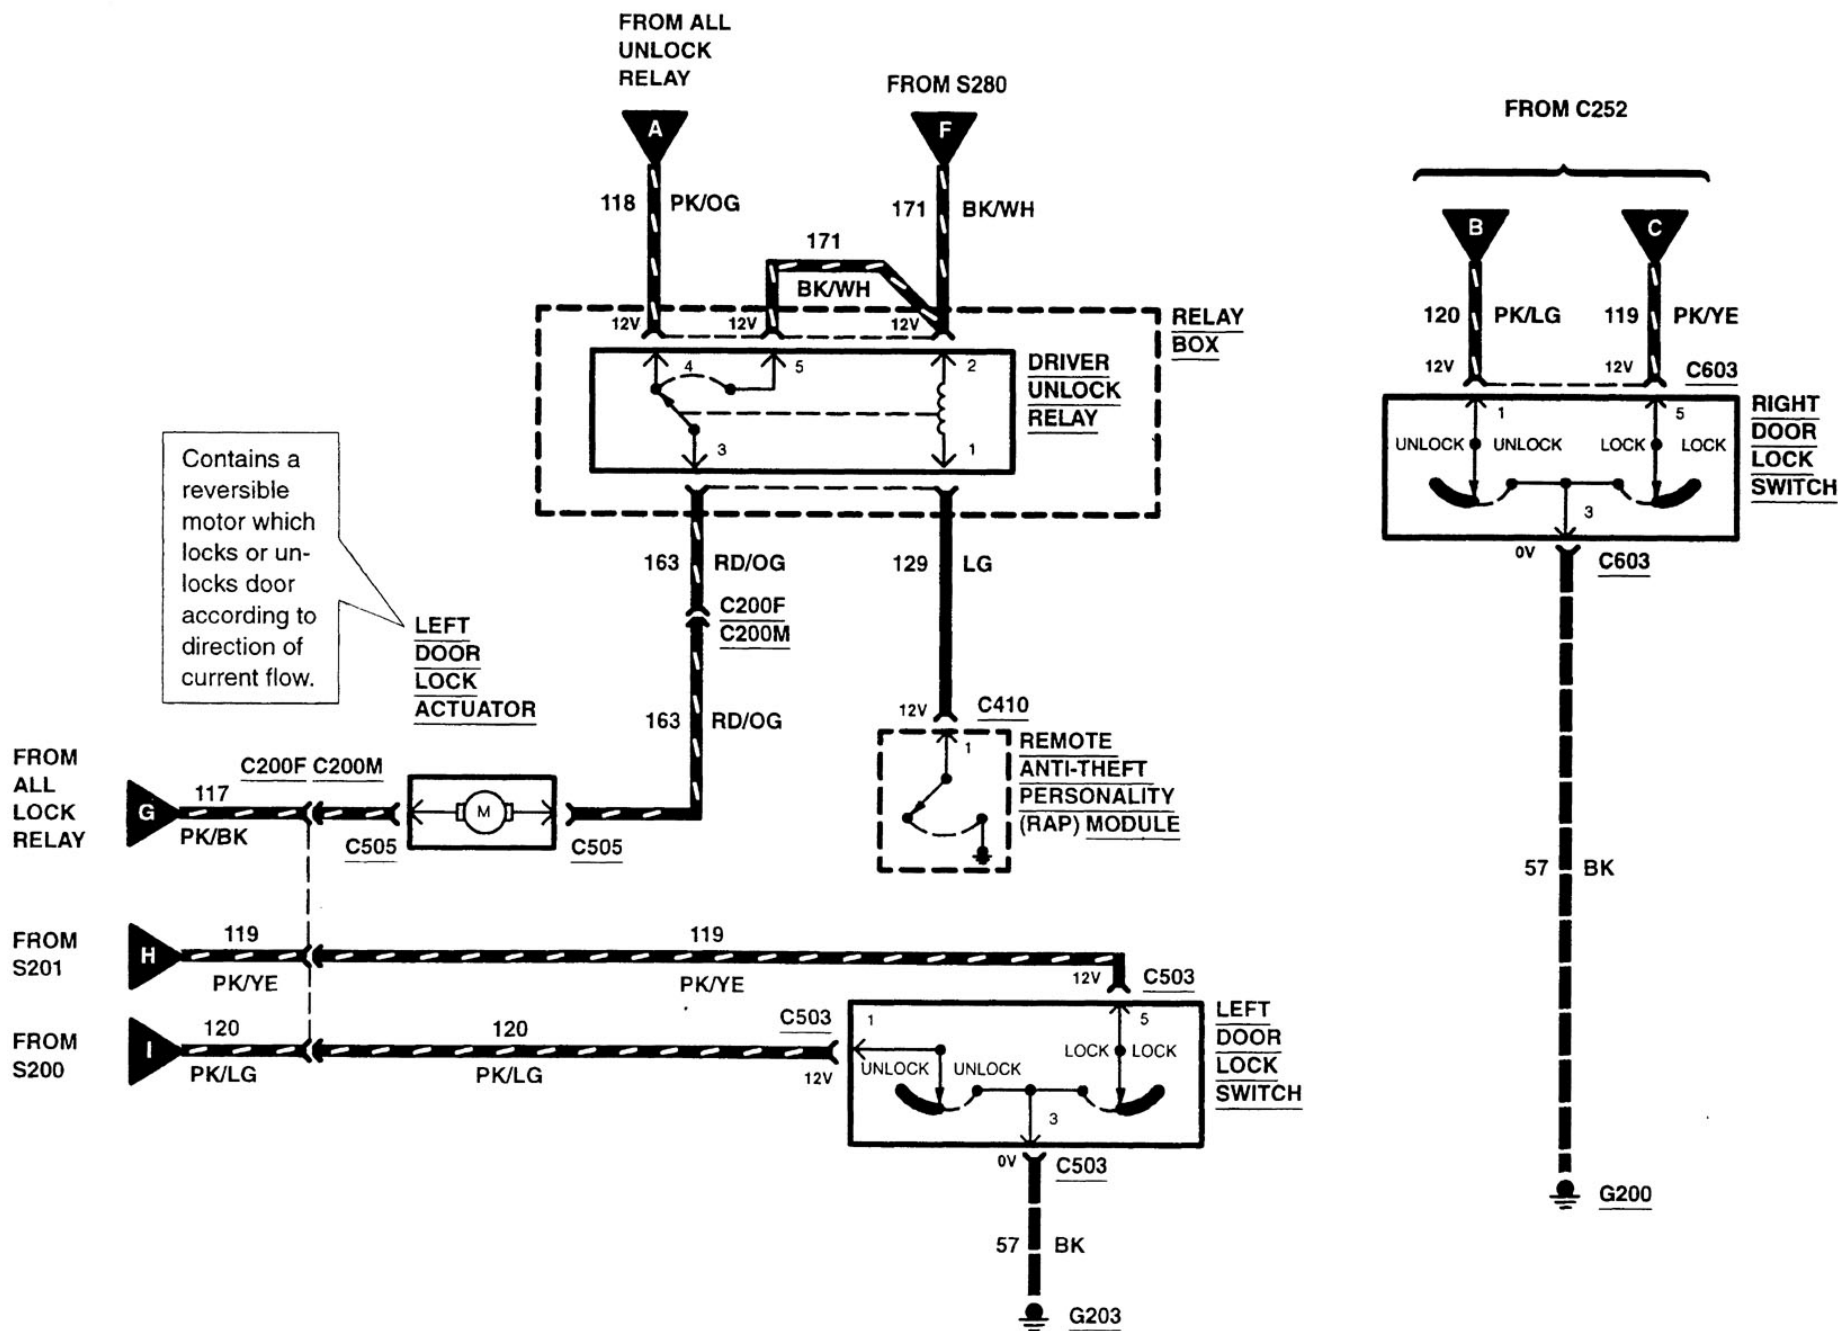 FROM ALL
UNLOCK
RELAY
FROM S280
FROM C252
A
F
B
C
118
PK/OG
171
BK/WH
171
BK/WH
120
PK/LG
119
PK/YE
12V
12V
12V
RELAY
BOX
12V
12V
C603
4
5
2
3
1
DRIVER
UNLOCK
RELAY
1
5
UNLOCK
UNLOCK
LOCK
LOCK
3
RIGHT
DOOR
LOCK
SWITCH
0V
C603
Contains a
reversible
motor which
locks or un-
locks door
according to
direction of
current flow.
163
RD/OG
129
LG
C200F
C200M
LEFT
DOOR
LOCK
ACTUATOR
163
RD/OG
12V
C410
1
REMOTE
ANTI-THEFT
PERSONALITY
(RAP) MODULE
FROM
ALL
LOCK
RELAY
G
117
PK/BK
C200F C200M
M
C505
C505
57
BK
FROM
S201
H
119
PK/YE
119
PK/YE
12V
C503
FROM
S200
I
120
PK/LG
120
PK/LG
C503
12V
1
5
UNLOCK
UNLOCK
LOCK
LOCK
3
LEFT
DOOR
LOCK
SWITCH
0V
C503
57
BK
G203
G200